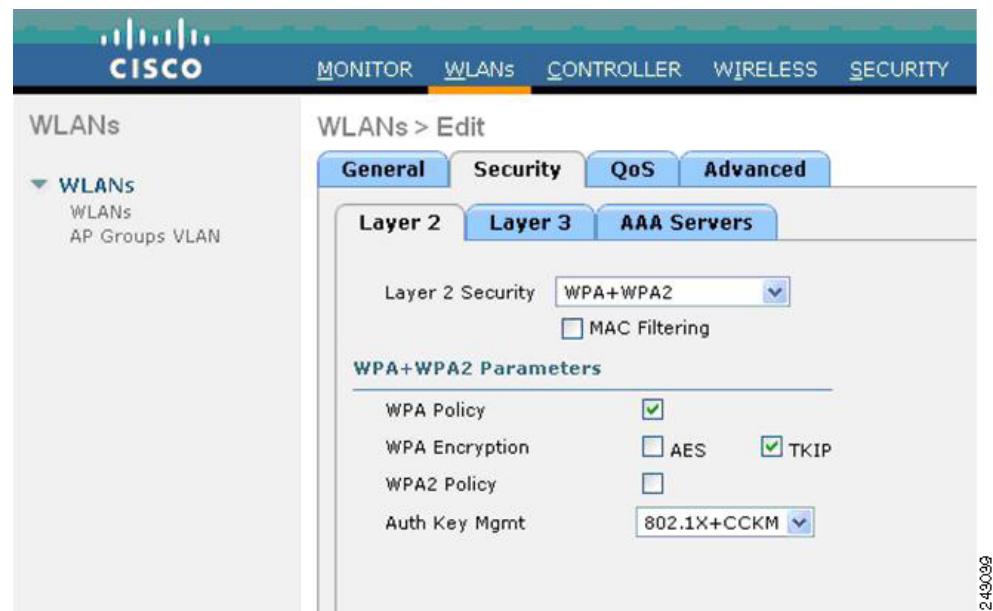 CISCO
MONITOR WLANs CONTROLLER WIRELESS SECURITY
WLANs
WLANs
WLANs
AP Groups VLAN
WLANs > Edit
General Security QoS Advanced
Layer 2 Layer 3 AAA Servers
Layer 2 Security WPA+WPA2
MAC Filtering
WPA+WPA2 Parameters
WPA Policy
WPA Encryption AES TKIP
WPA2 Policy
Auth Key Mgmt 802.1X+CCKM
243039